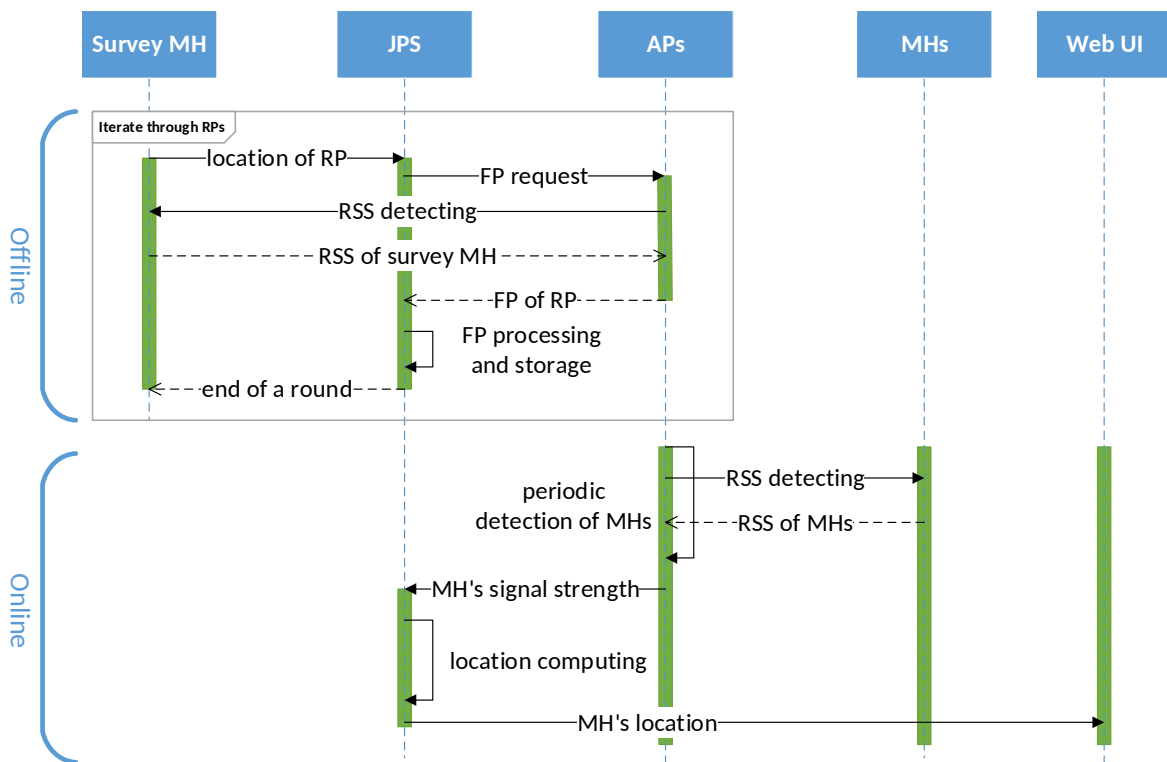 Survey MH
JPS
APs
MHs
Web UI
Offline
Iterate through RPs
location of RP
FP request
RSS detecting
RSS of survey MH
FP of RP
FP processing
and storage
end of a round
Online
RSS detecting
periodic
detection of MHs
RSS of MHs
MH's signal strength
location computing
MH's location